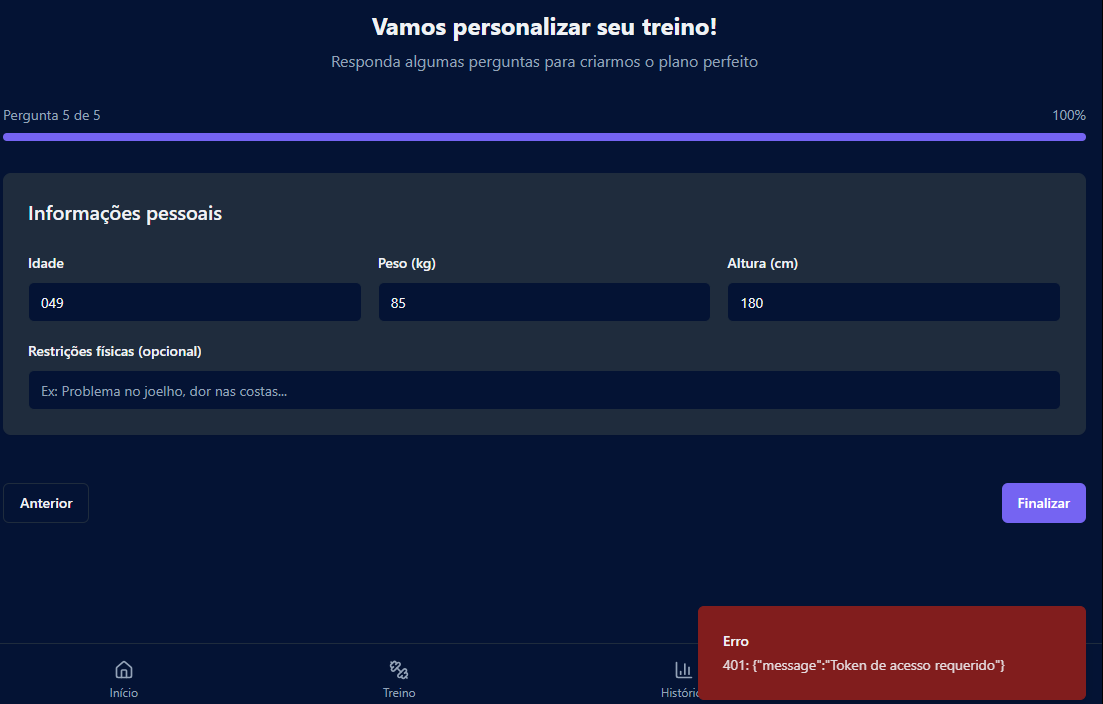 Vamos personalizar seu treino!
Responda algumas perguntas para criarmos o plano perfeito
Pergunta 5 de 5
100%
Informações pessoais
Idade
Peso (kg)
Altura (cm)
049
85
180
Restrições físicas (opcional)
Ex: Problema no joelho, dor nas costas...
Anterior
Finalizar
Erro
401: {"message":"Token de acesso requerido"}
Início
Treino
Históric